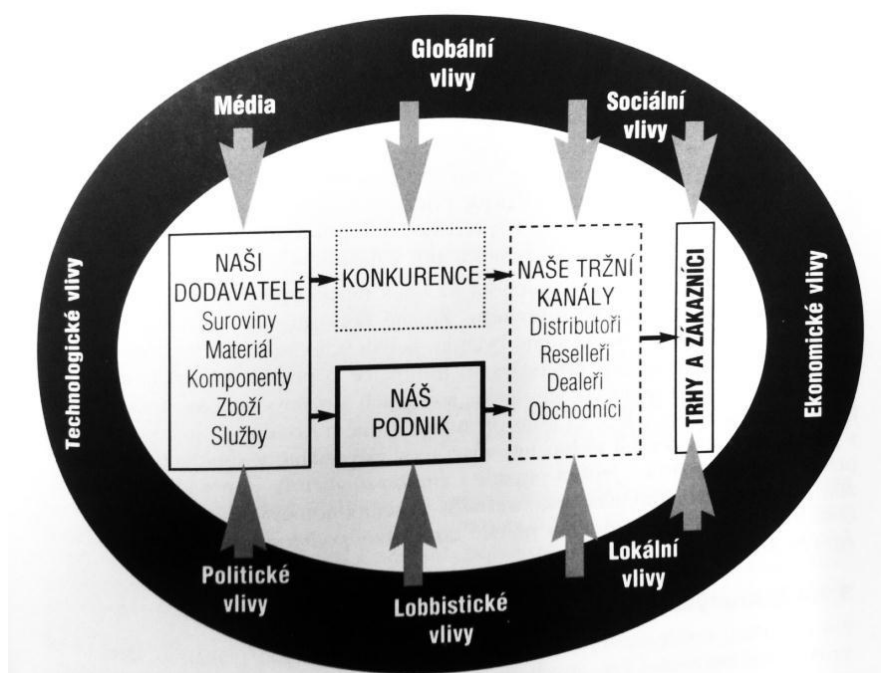 Globální
vlivy
Média
Sociální
vlivy
Technologické vlivy
NAŠI
DODAVATELÉ
Suroviny
Materiál
Komponenty
Zboží
Služby
KONKURENCE
NÁŠ
PODNIK
NAŠE TRŽNÍ
KANÁLY
Distributoři
Reselleři
Dealeři
Obchodníci
TRHY A ZÁKAZNÍCI
Ekonomické vlivy
Politické
vlivy
Lobbistické
vlivy
Lokální
vlivy